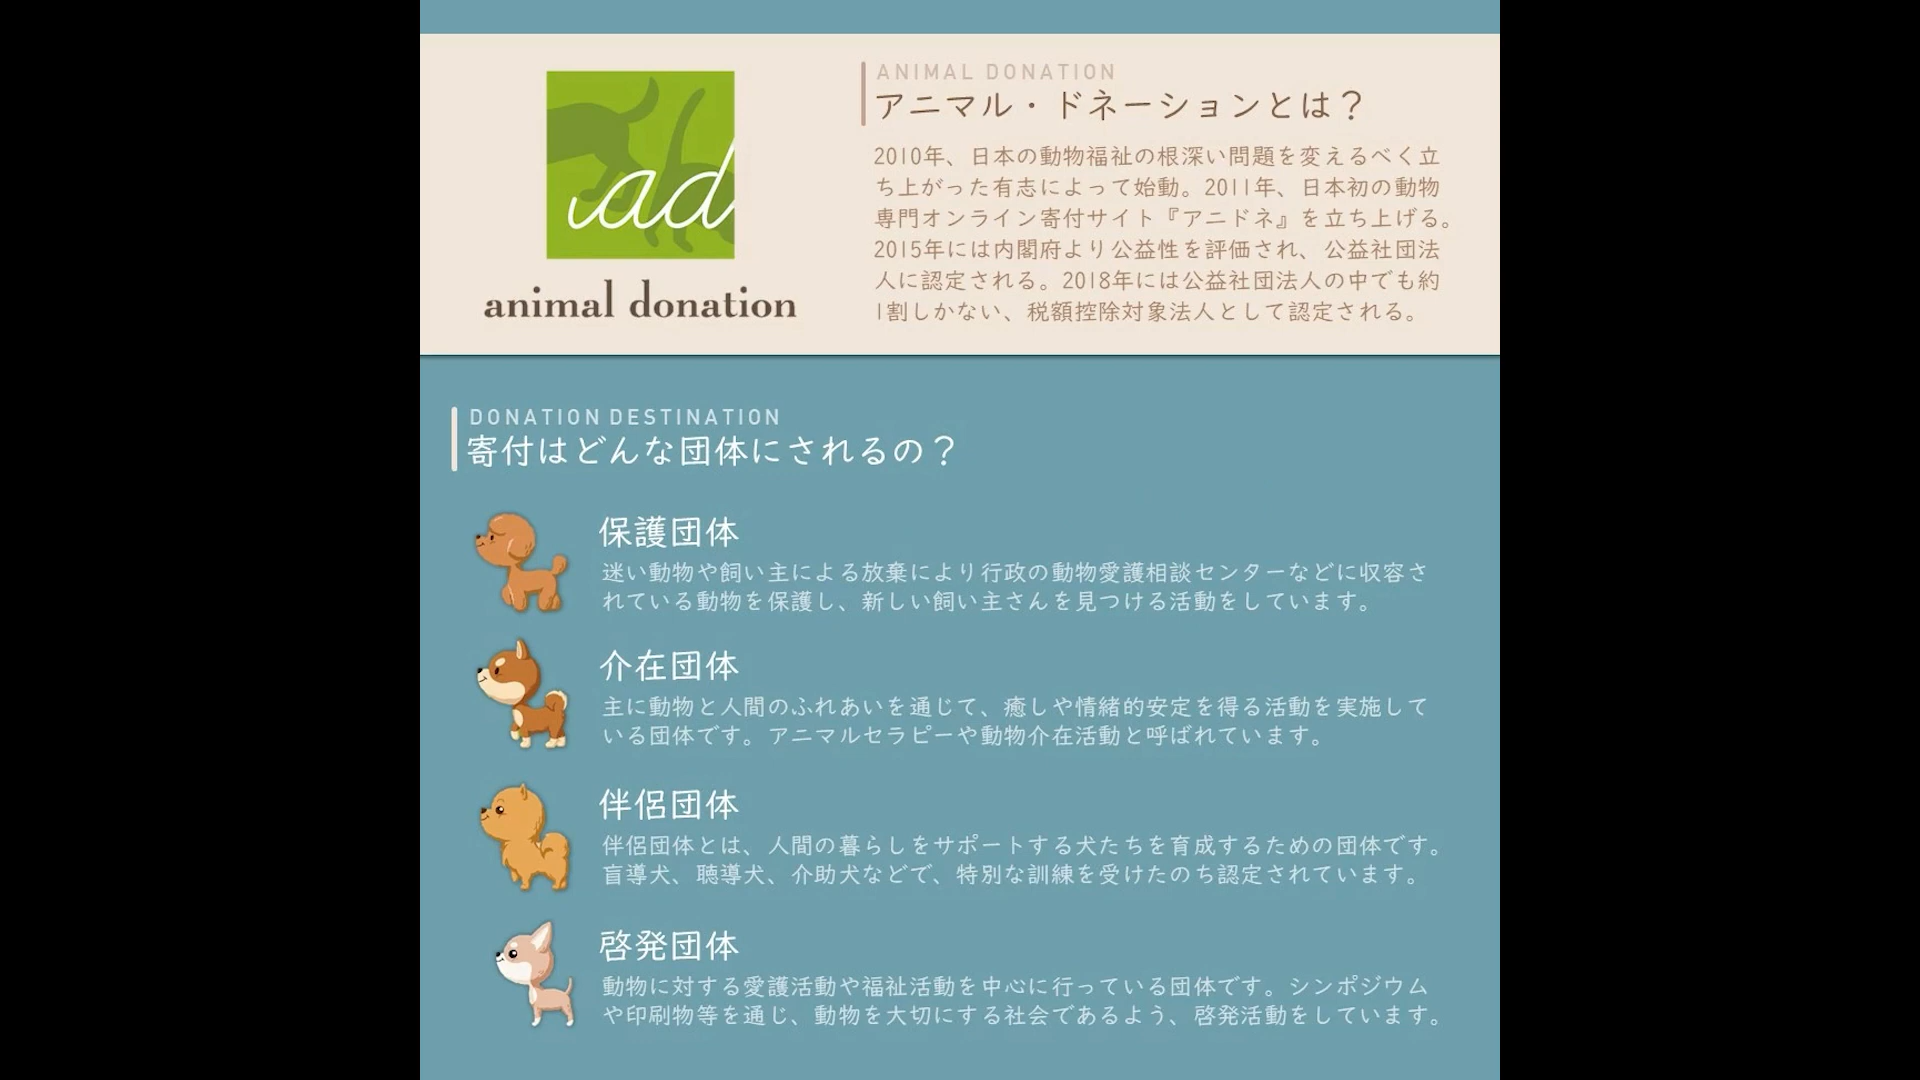 ad
animal donation
ANIMAL DONATION
アニマル・ドネーションとは？
2010年、日本の動物福祉の根深い問題を変えるべく立
ち上がった有志によって始動。2011年、日本初の動物
専門オンライン寄付サイト『アニドネ』を立ち上げる。
2015年には内閣府より公益性を評価され、公益社団法
人に認定される。2018年には公益社団法人の中でも約
1割しかない、税額控除対象法人として認定される。
DONATION DESTINATION
寄付はどんな団体にされるの？
保護団体
迷い動物や飼い主による放棄により行政の動物愛護相談センターなどに収容さ
れている動物を保護し、新しい飼い主さんを見つける活動をしています。
介在団体
主に動物と人間のふれあいを通じて、癒しや情緒的安定を得る活動を実施して
いる団体です。アニマルセラピーや動物介在活動と呼ばれています。
伴侶団体
伴侶団体とは、人間の暮らしをサポートする犬たちを育成するための団体です。
盲導犬、聴導犬、介助犬などで、特別な訓練を受けたのち認定されています。
啓発団体
動物に対する愛護活動や福祉活動を中心に行っている団体です。シンポジウム
や印刷物等を通じ、動物を大切にする社会であるよう、啓発活動をしています。